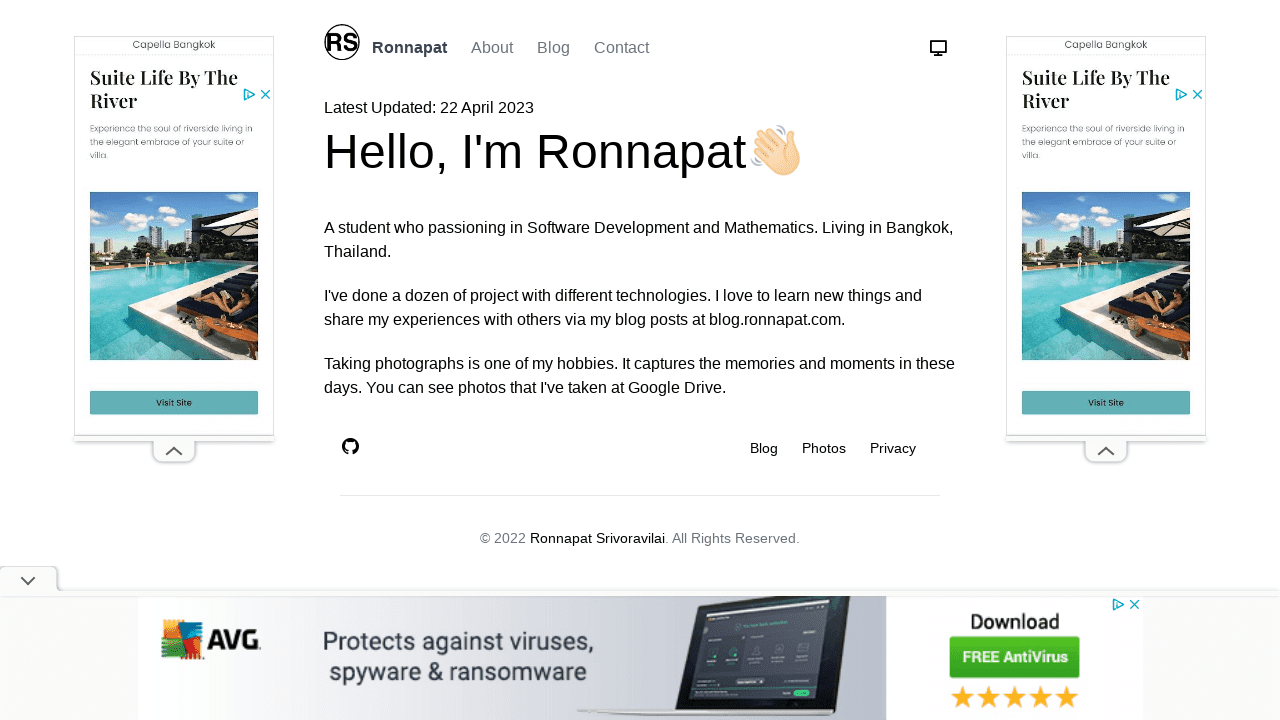 RS
Ronnapat About Blog Contact
Latest Updated: 22 April 2023
Hello, I'm Ronnapat
A student who passioning in Software Development and Mathematics. Living in Bangkok,
Thailand.
I've done a dozen of project with different technologies. I love to learn new things and
share my experiences with others via my blog posts at blog.ronnapat.com.
Taking photographs is one of my hobbies. It captures the memories and moments in these
days. You can see photos that I've taken at Google Drive.
Blog Photos Privacy
© 2022 Ronnapat Srivoravilai. All Rights Reserved.
Capella Bangkok
Suite Life By The
River
Experience the soul of riverside living in
the elegant embrace of your suite or
villa.
Visit Site
Capella Bangkok
Suite Life By The
River
Experience the soul of riverside living in
the elegant embrace of your suite or
villa.
Visit Site
AVG
Protects against viruses,
spyware & ransomware
Download
FREE AntiVirus